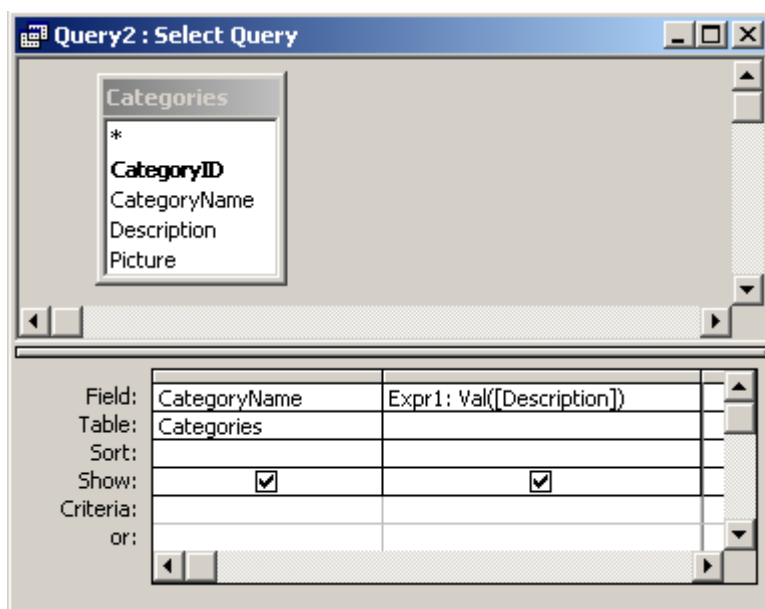 Query2 : Select Query
Categories
*
CategoryID
CategoryName
Description
Picture
Field: CategoryName Expr1: Val([Description])
Table: Categories
Sort:
Show:
Criteria:
or: